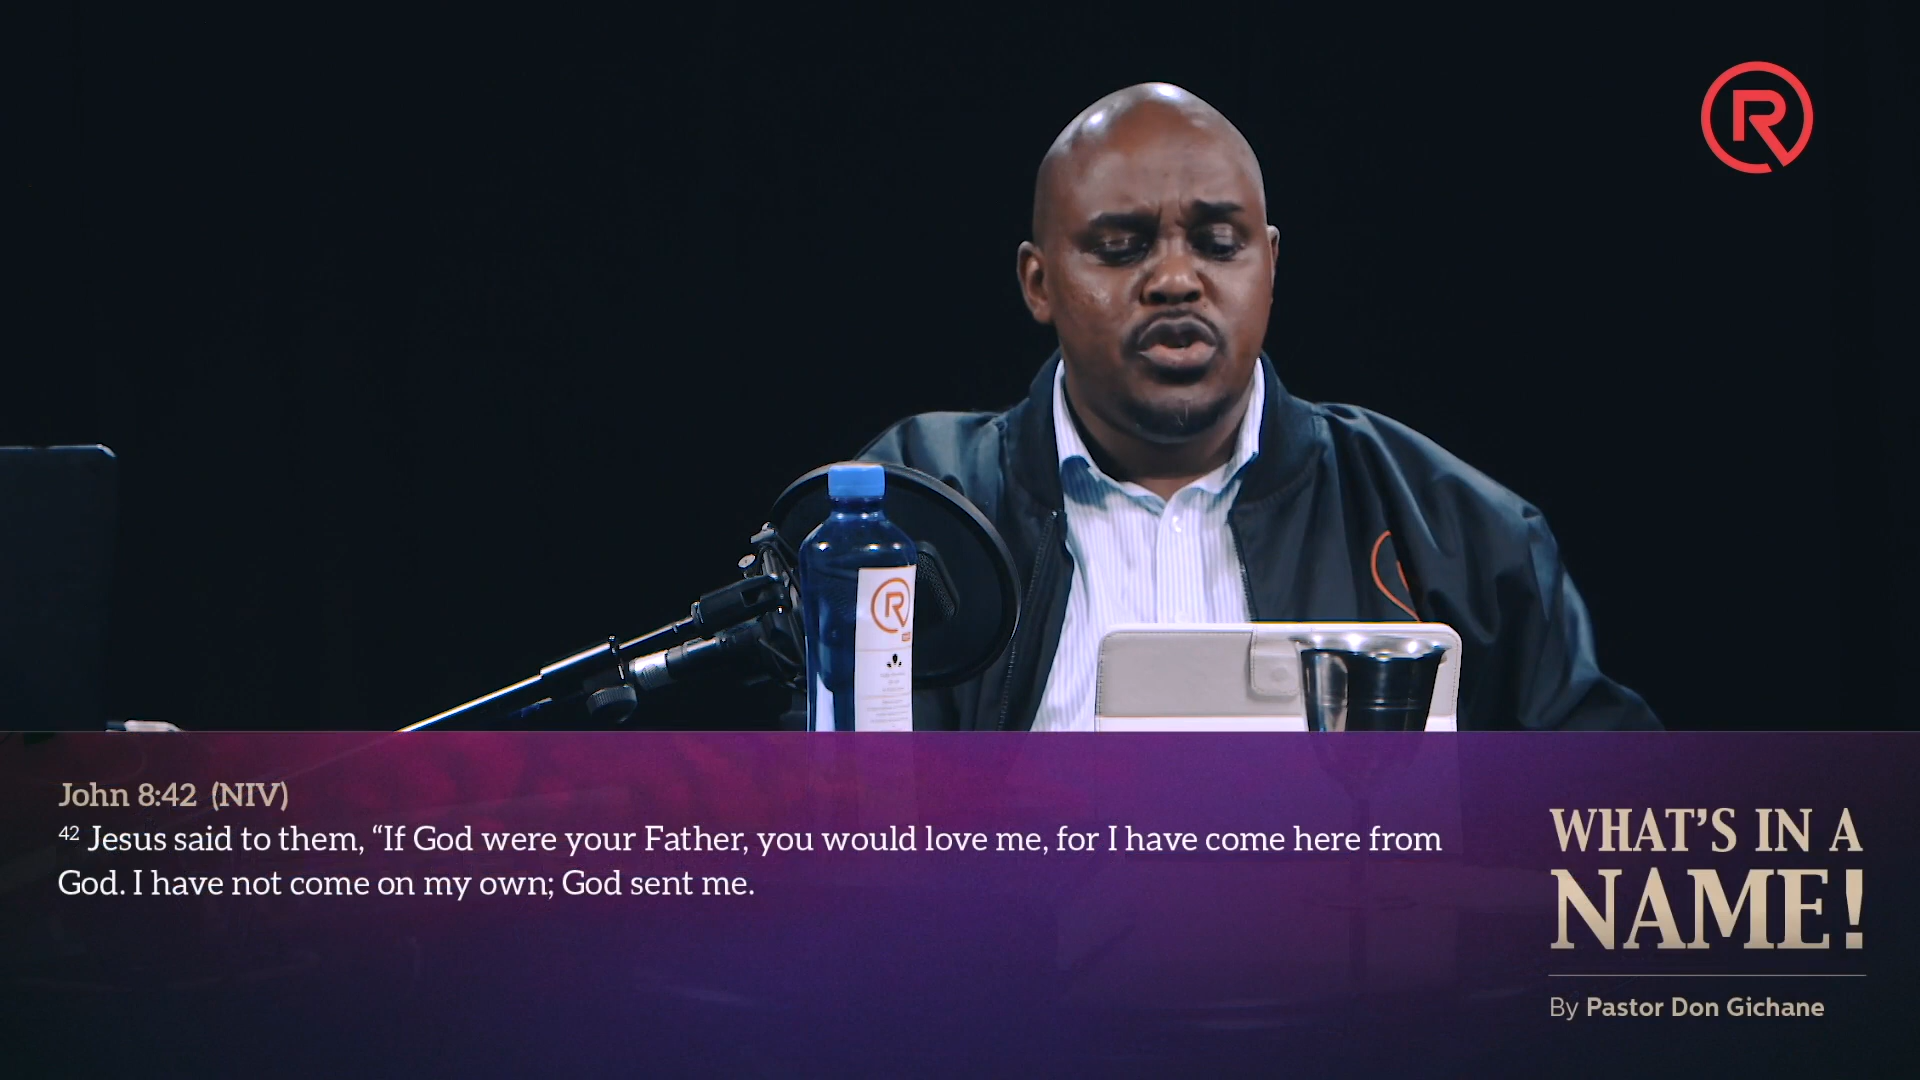 R
R
John 8:42 (NIV)
42 Jesus said to them, “If God were your Father, you would love me, for I have come here from
God. I have not come on my own; God sent me.
WHAT’S IN A
NAME!
By Pastor Don Gichane